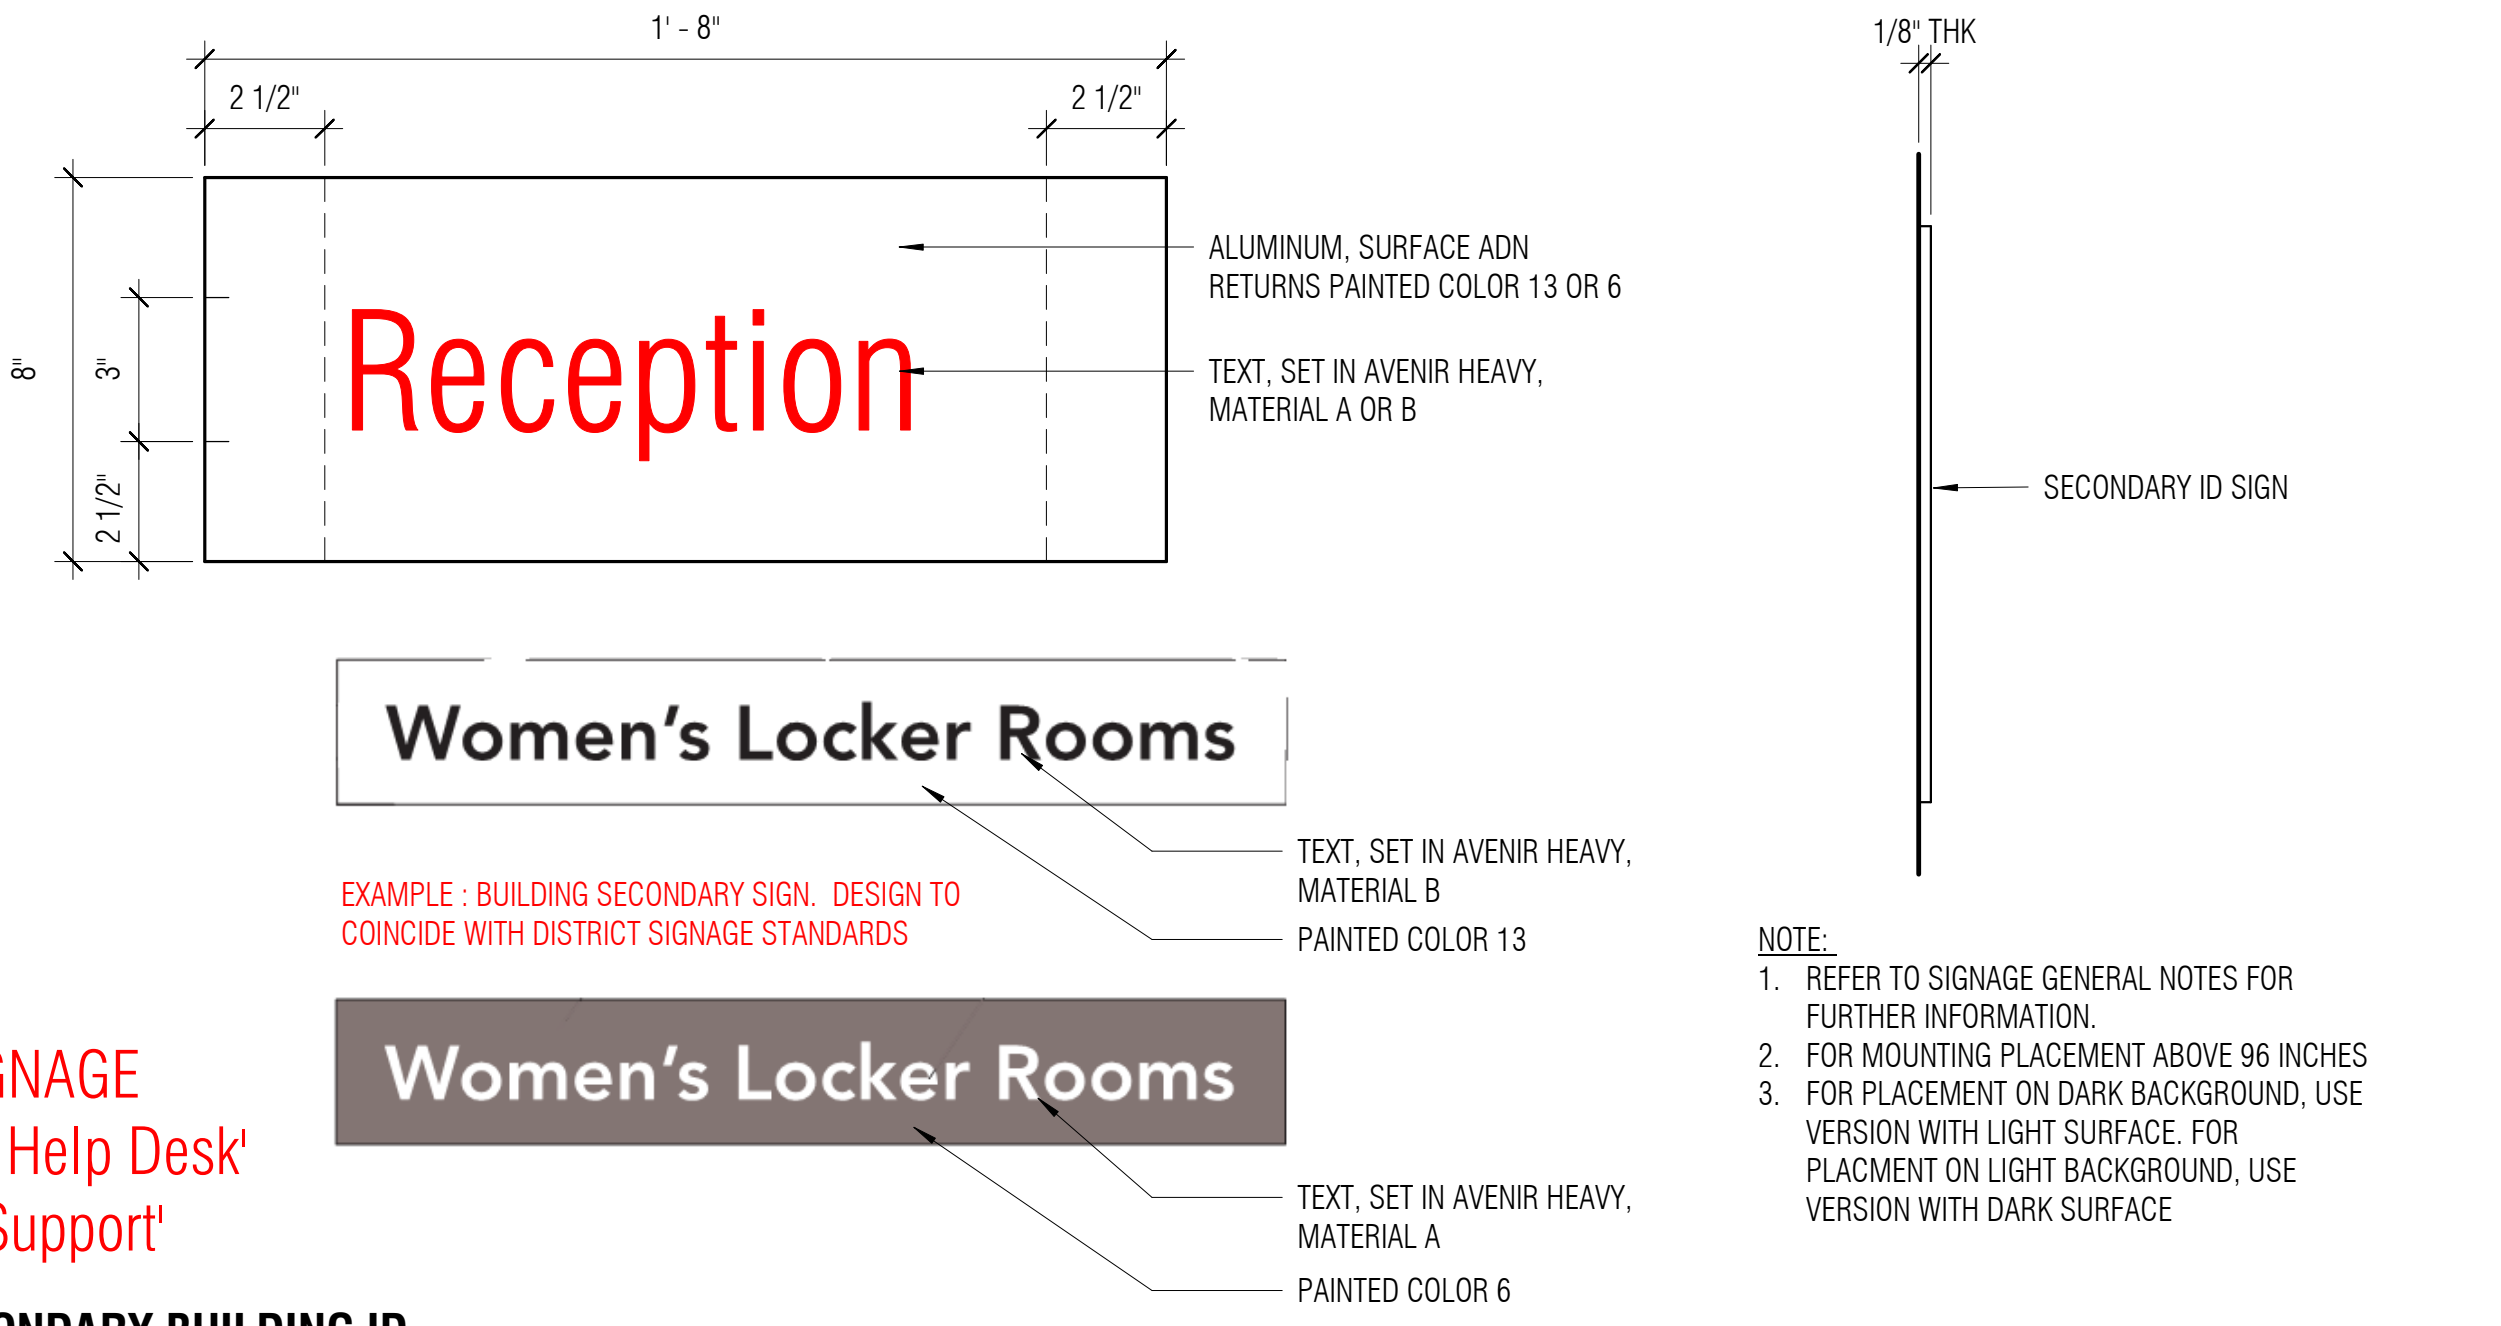 1' - 8"
2 1/2"
2 1/2"
8"
3"
2 1/2"
Reception
ALUMINUM, SURFACE ADN
RETURNS PAINTED COLOR 13 OR 6
TEXT, SET IN AVENIR HEAVY,
MATERIAL A OR B
1/8" THK
SECONDARY ID SIGN
Women's Locker Rooms
TEXT, SET IN AVENIR HEAVY,
MATERIAL B
PAINTED COLOR 13
EXAMPLE : BUILDING SECONDARY SIGN. DESIGN TO
COINCIDE WITH DISTRICT SIGNAGE STANDARDS
Women's Locker Rooms
TEXT, SET IN AVENIR HEAVY,
MATERIAL A
PAINTED COLOR 6
NOTE:
1. REFER TO SIGNAGE GENERAL NOTES FOR
FURTHER INFORMATION.
2. FOR MOUNTING PLACEMENT ABOVE 96 INCHES
3. FOR PLACEMENT ON DARK BACKGROUND, USE
VERSION WITH LIGHT SURFACE. FOR
PLACMENT ON LIGHT BACKGROUND, USE
VERSION WITH DARK SURFACE
GNAGE
Help Desk'
Support'
ONDARY BUILDING ID